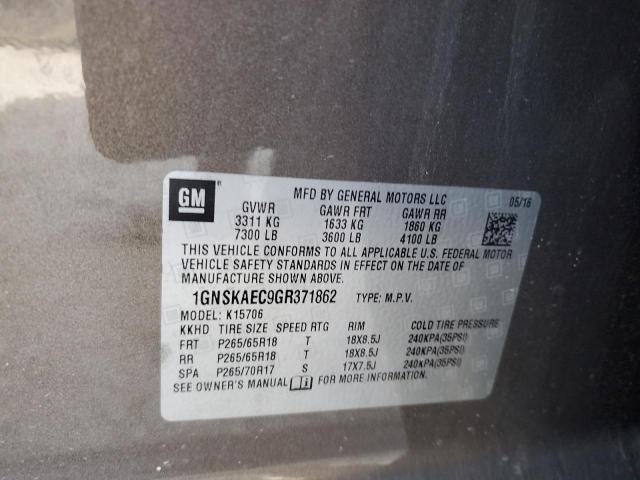 GM ®
MFD BY GENERAL MOTORS LLC 05/16
GVWR GAWR FRT GAWR RR
3311 KG 1633 KG 1860 KG
7300 LB 3600 LB 4100 LB
THIS VEHICLE CONFORMS TO ALL APPLICABLE U.S. FEDERAL MOTOR
VEHICLE SAFETY STANDARDS IN EFFECT ON THE DATE OF
MANUFACTURE SHOWN ABOVE.
1GNSKAEC9GR371862 TYPE: M.P.V.
MODEL: K15706
KKHD TIRE SIZE SPEED RTG RIM COLD TIRE PRESSURE
FRT P265/65R18 T 18X8.5J 240KPA(35PSI)
RR P265/65R18 T 18X8.5J 240KPA(35PSI)
SPA P265/70R17 S 17X7.5J 240KPA(35PSI)
SEE OWNER'S MANUAL i FOR MORE INFORMATION